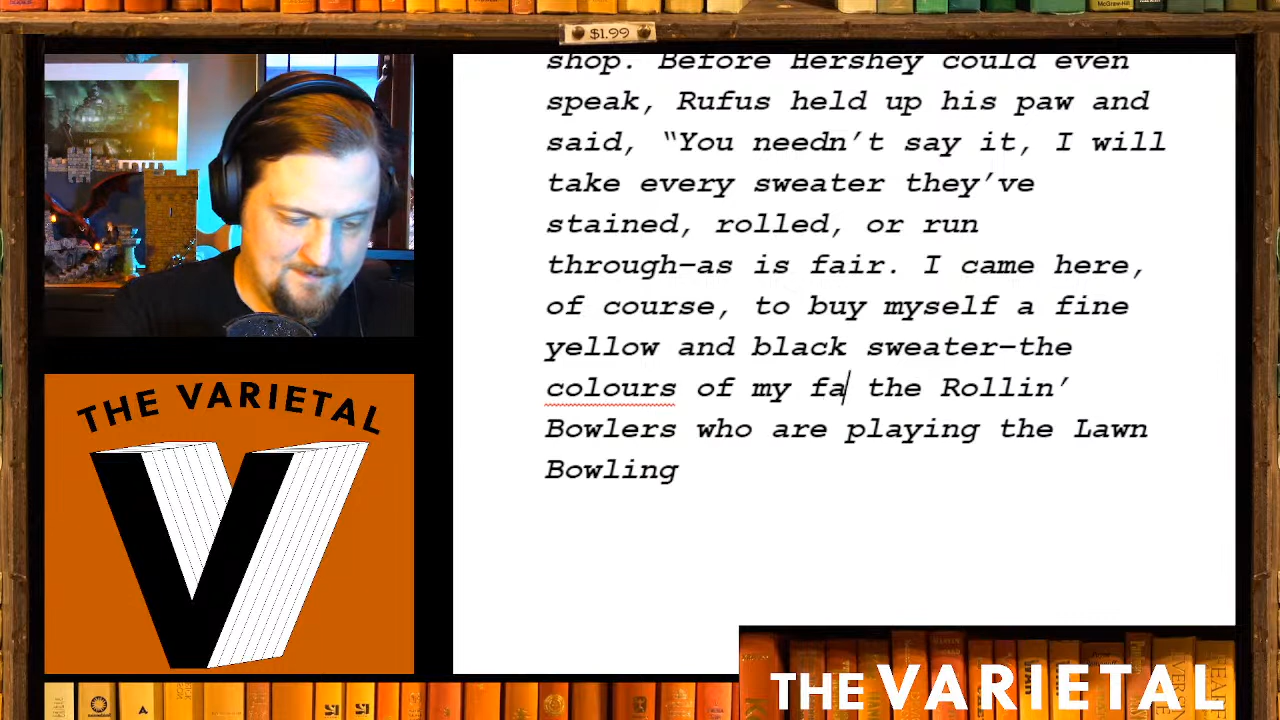 $1.99
shop. Before Hershey could even
speak, Rufus held up his paw and
said, “You needn’t say it, I will
take every sweater they’ve
stained, rolled, or run
through–as is fair. I came here,
of course, to buy myself a fine
yellow and black sweater–the
colours of my fa the Rollin’
Bowlers who are playing the Lawn
Bowling
THE VARIETAL
V
THE VARIETAL